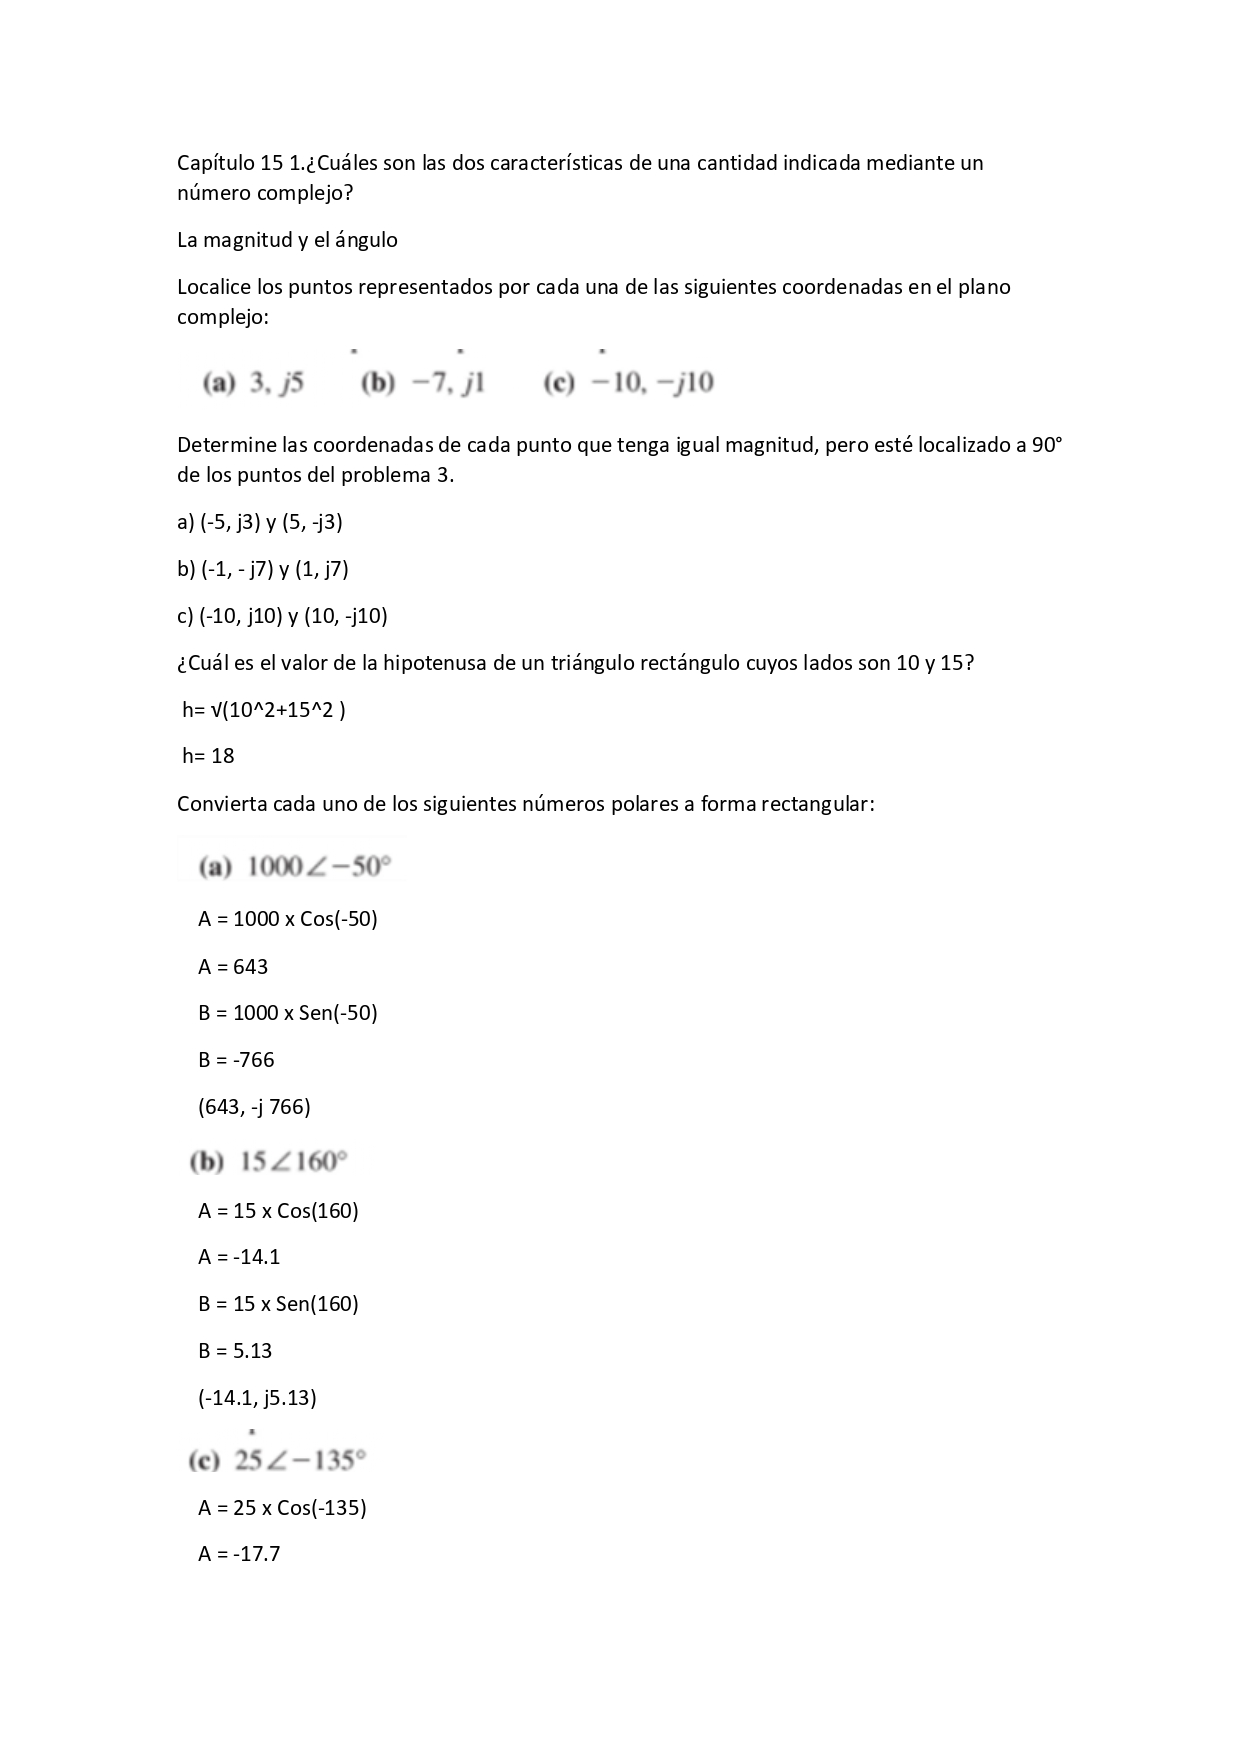 Capítulo 15 1.¿Cuáles son las dos características de una cantidad indicada mediante un
número complejo?
La magnitud y el ángulo
Localice los puntos representados por cada una de las siguientes coordenadas en el plano
complejo:
(a) 3, j5 (b) −7, j1 (c) −10, −j10
Determine las coordenadas de cada punto que tenga igual magnitud, pero esté localizado a 90°
de los puntos del problema 3.
a) (-5, j3) y (5, -j3)
b) (-1, - j7) y (1, j7)
c) (-10, j10) y (10, -j10)
¿Cuál es el valor de la hipotenusa de un triángulo rectángulo cuyos lados son 10 y 15?
h= √(10^2+15^2 )
h= 18
Convierta cada uno de los siguientes números polares a forma rectangular:
(a) 1000∠−50°
A = 1000 x Cos(-50)
A = 643
B = 1000 x Sen(-50)
B = -766
(643, -j 766)
(b) 15∠160°
A = 15 x Cos(160)
A = -14.1
B = 15 x Sen(160)
B = 5.13
(-14.1, j5.13)
(c) 25∠−135°
A = 25 x Cos(-135)
A = -17.7